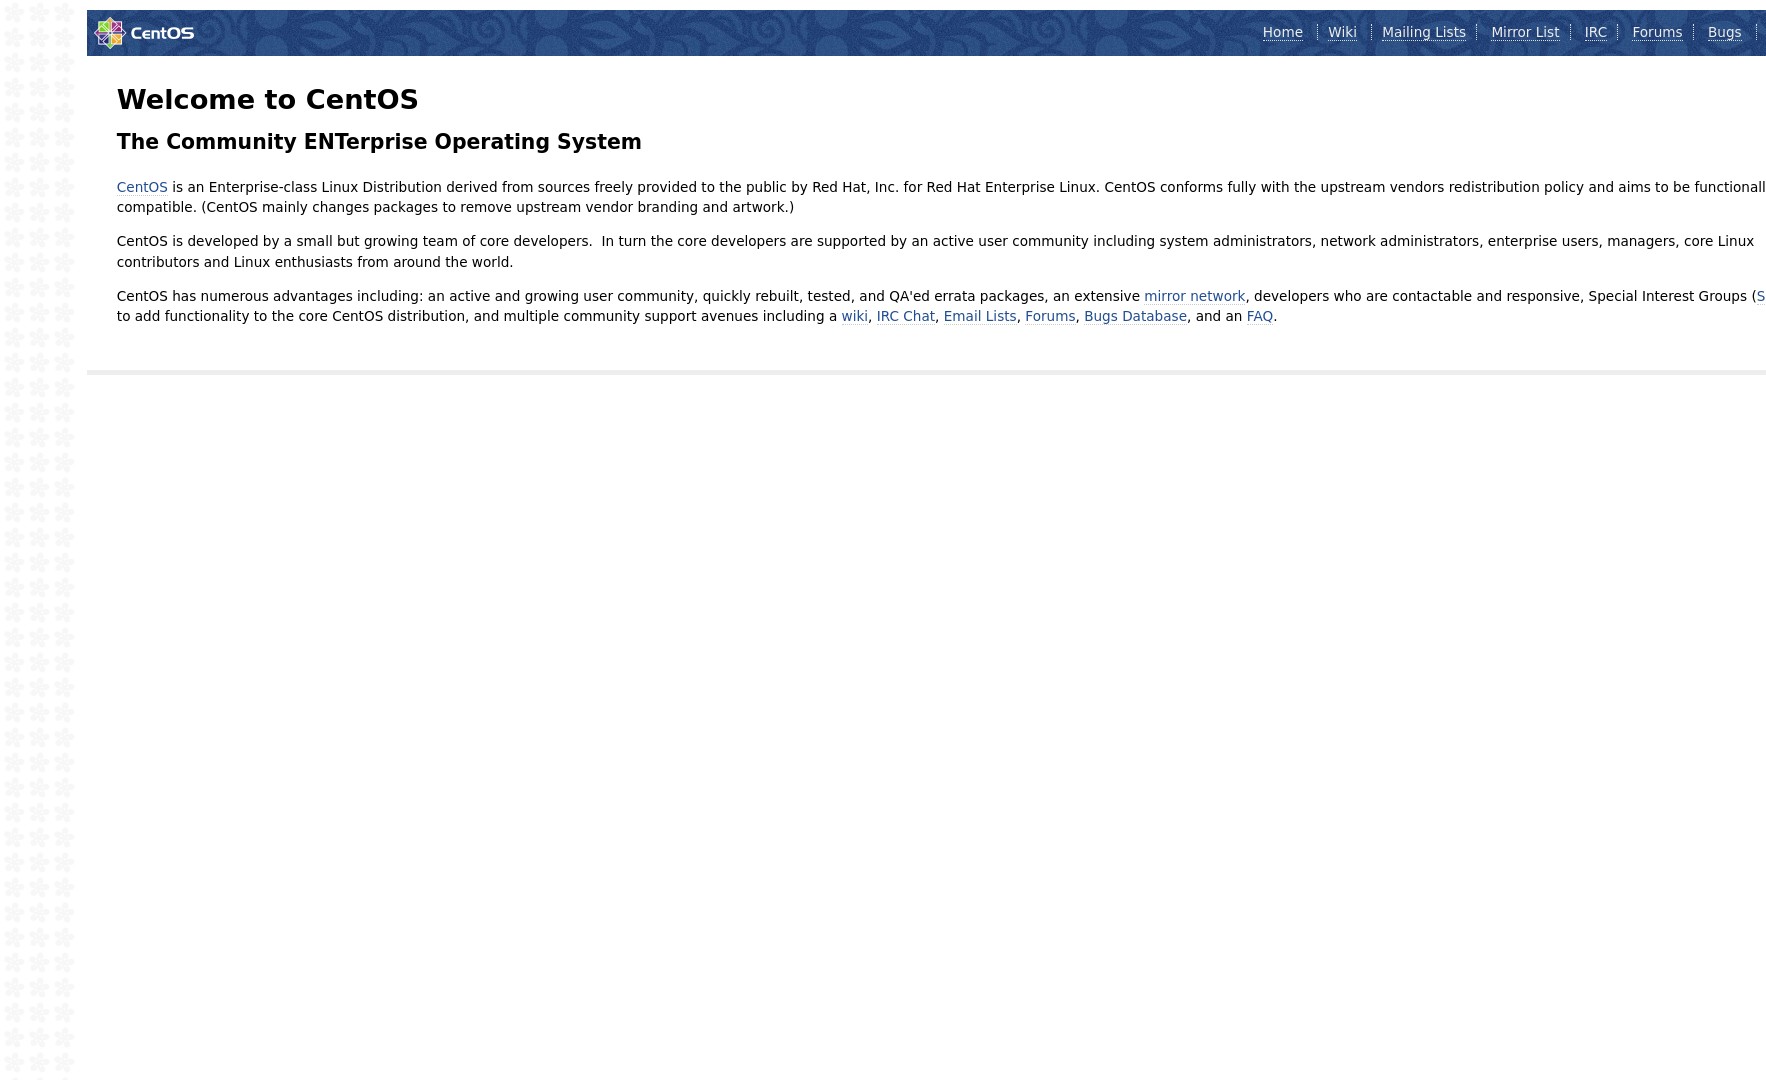 CentOS
Home Wiki Mailing Lists Mirror List IRC Forums Bugs
Welcome to CentOS
The Community ENTerprise Operating System
CentOS is an Enterprise-class Linux Distribution derived from sources freely provided to the public by Red Hat, Inc. for Red Hat Enterprise Linux. CentOS conforms fully with the upstream vendors redistribution policy and aims to be
compatible. (CentOS mainly changes packages to remove upstream vendor branding and artwork.)
CentOS is developed by a small but growing team of core developers.  In turn the core developers are supported by an active user community including system administrators, network administrators, enterprise users, managers, core Linux
contributors and Linux enthusiasts from around the world.
CentOS has numerous advantages including: an active and growing user community, quickly rebuilt, tested, and QA'ed errata packages, an extensive mirror network, developers who are contactable and responsive, Special Interest Groups (
to add functionality to the core CentOS distribution, and multiple community support avenues including a wiki, IRC Chat, Email Lists, Forums, Bugs Database, and an FAQ.